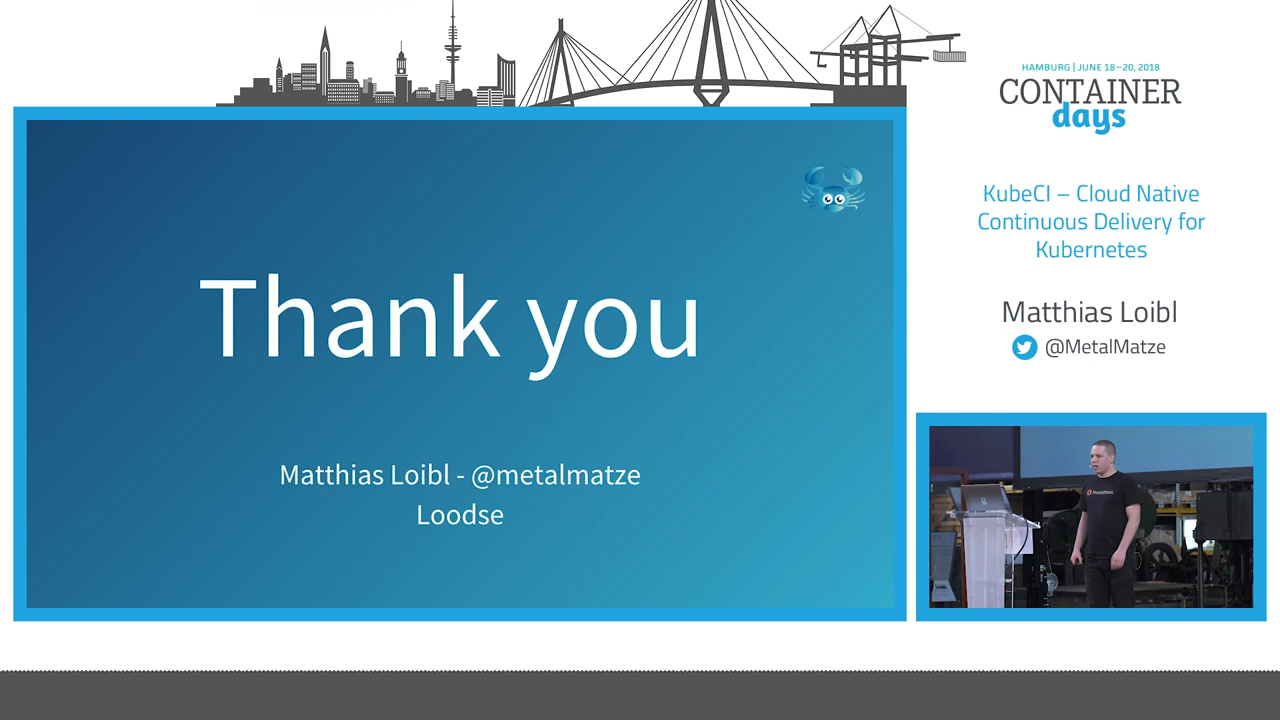 HAMBURG | JUNE 18–20, 2018
CONTAINER
days
KubeCI – Cloud Native
Continuous Delivery for
Kubernetes
Matthias Loibl
@MetalMatze
Thank you
Matthias Loibl - @metalmatze
Loodse
Prometheus